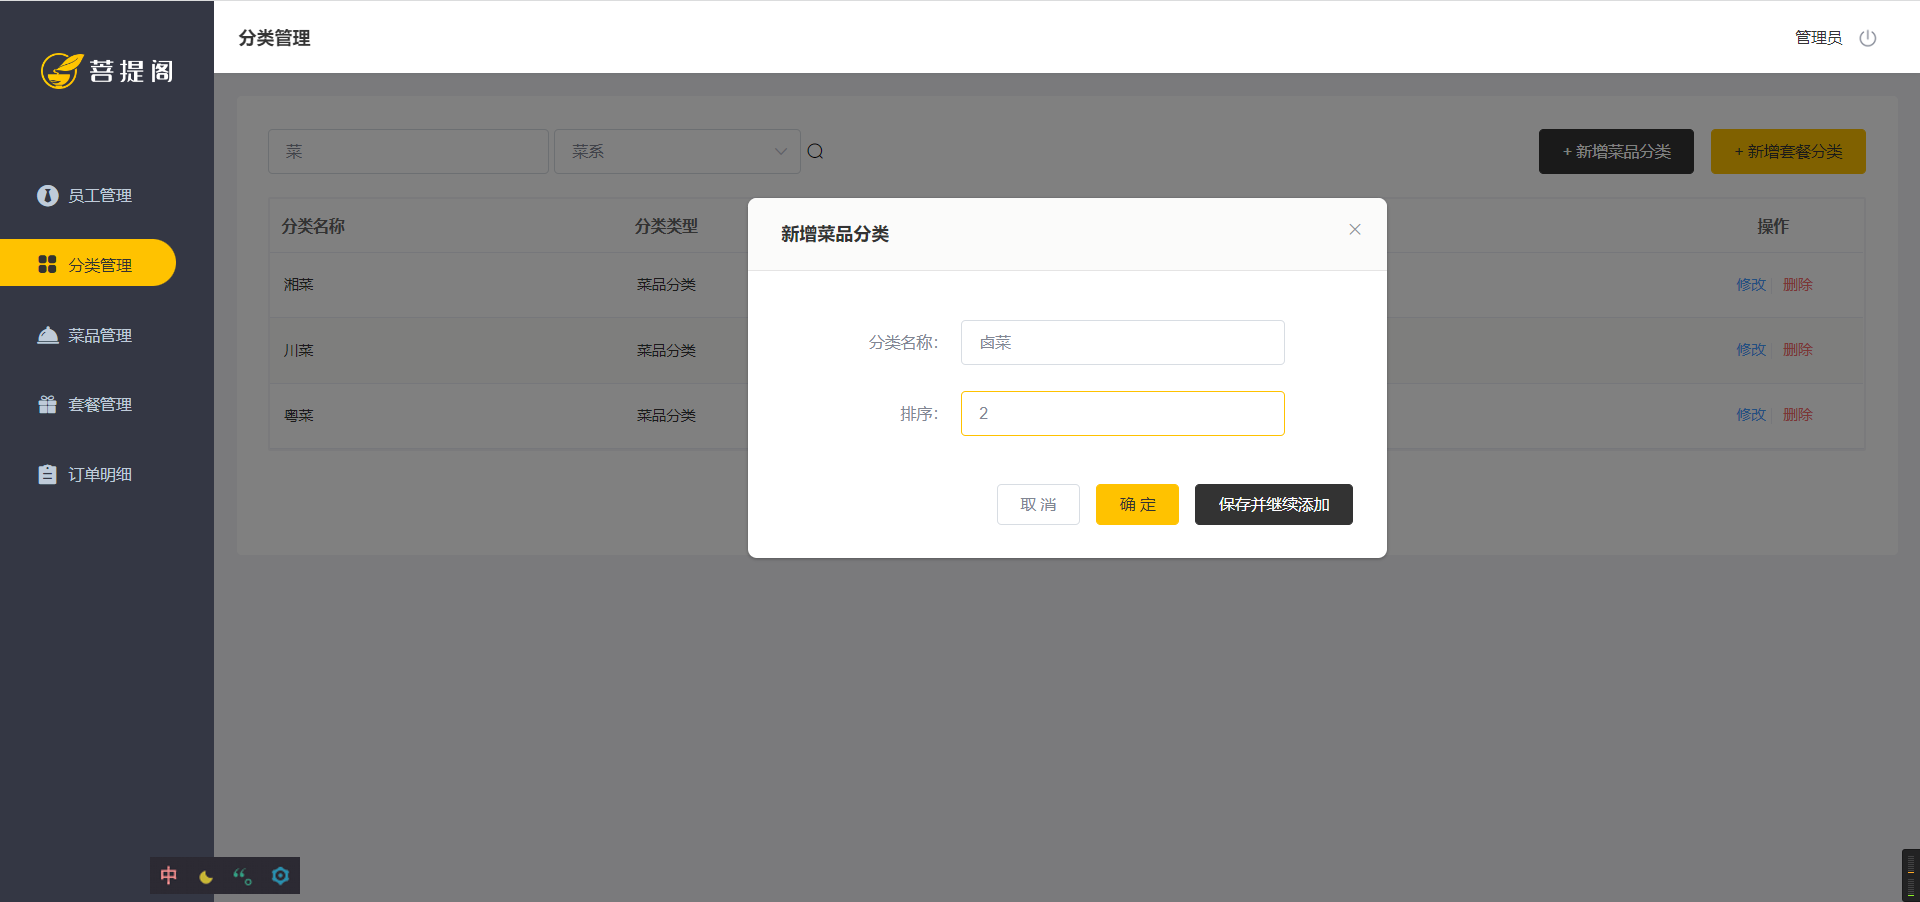 菩提阁
分类管理
管理员
员工管理
分类管理
菜品管理
套餐管理
订单明细
菜
菜系
+ 新增菜品分类
+ 新增套餐分类
分类名称
分类类型
操作
湘菜
菜品分类
修改
删除
川菜
菜品分类
修改
删除
粤菜
菜品分类
修改
删除
新增菜品分类
分类名称:
卤菜
排序:
2
取 消
确 定
保存并继续添加
中